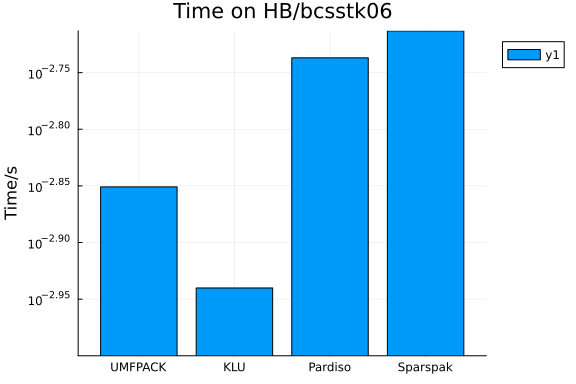 Time on HB/bcsstk06
y1
10^−2.75
10^−2.80
10^−2.85
10^−2.90
10^−2.95
Time/s
UMFPACK KLU Pardiso Sparspak